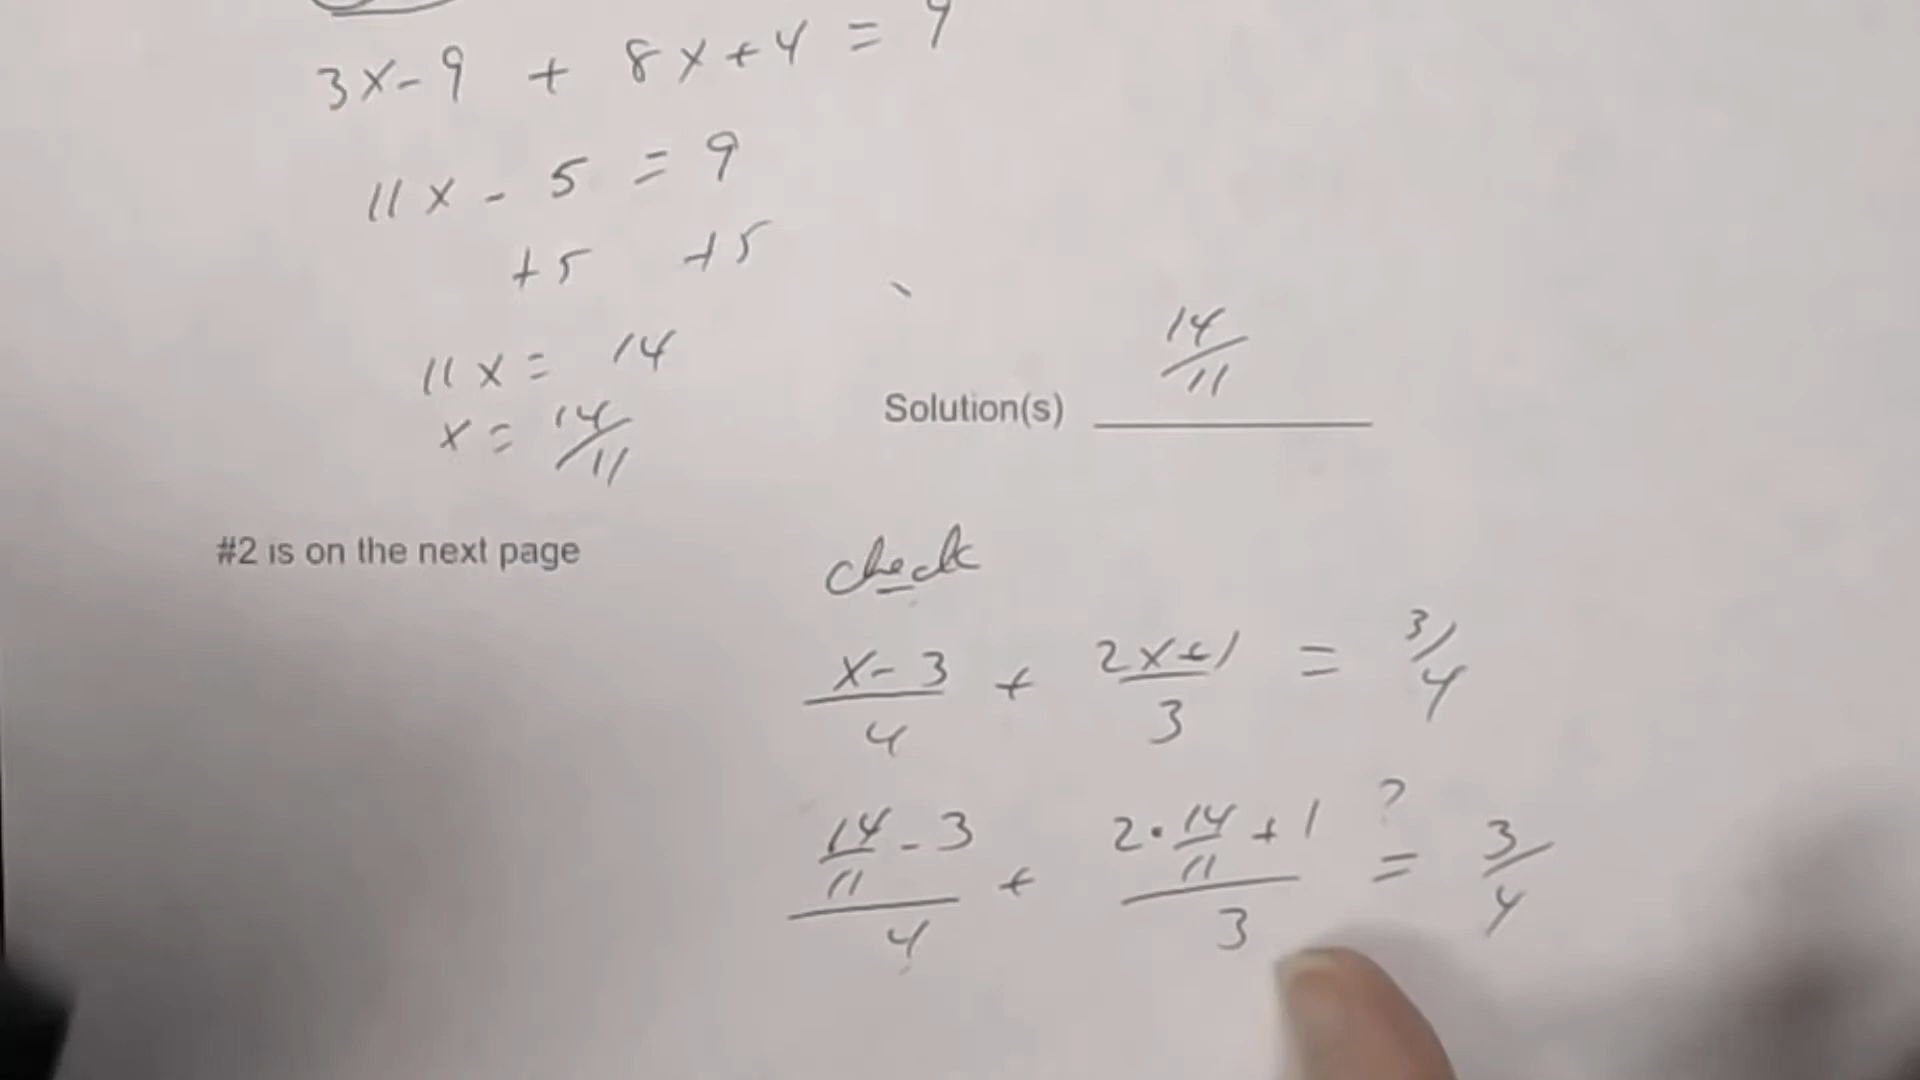 3x - 9 + 8x + 4 = 9
11x - 5 = 9
+5 +5
11x = 14
x = 14/11
14/11
Solution(s)
#2 is on the next page
check
(x - 3)/4 + (2x + 1)/3 = 3/4
(14/11 - 3)/4 + (2 · 14/11 + 1)/3 ?= 3/4